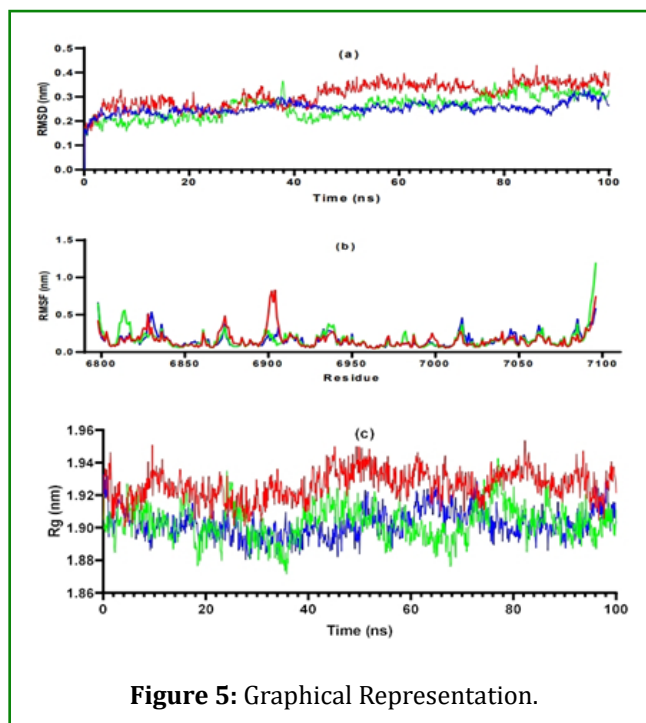 (a)
RMSD (nm)
0.5
0.4
0.3
0.2
0.1
0.0
0 20 40 60 80 100
Time (ns)
(b)
RMSF (nm)
1.5
1.0
0.5
0.0
6800 6850 6900 6950 7000 7050 7100
Residue
(c)
Rg (nm)
1.96
1.94
1.92
1.90
1.88
1.86
0 20 40 60 80 100
Time (ns)
Figure 5: Graphical Representation.